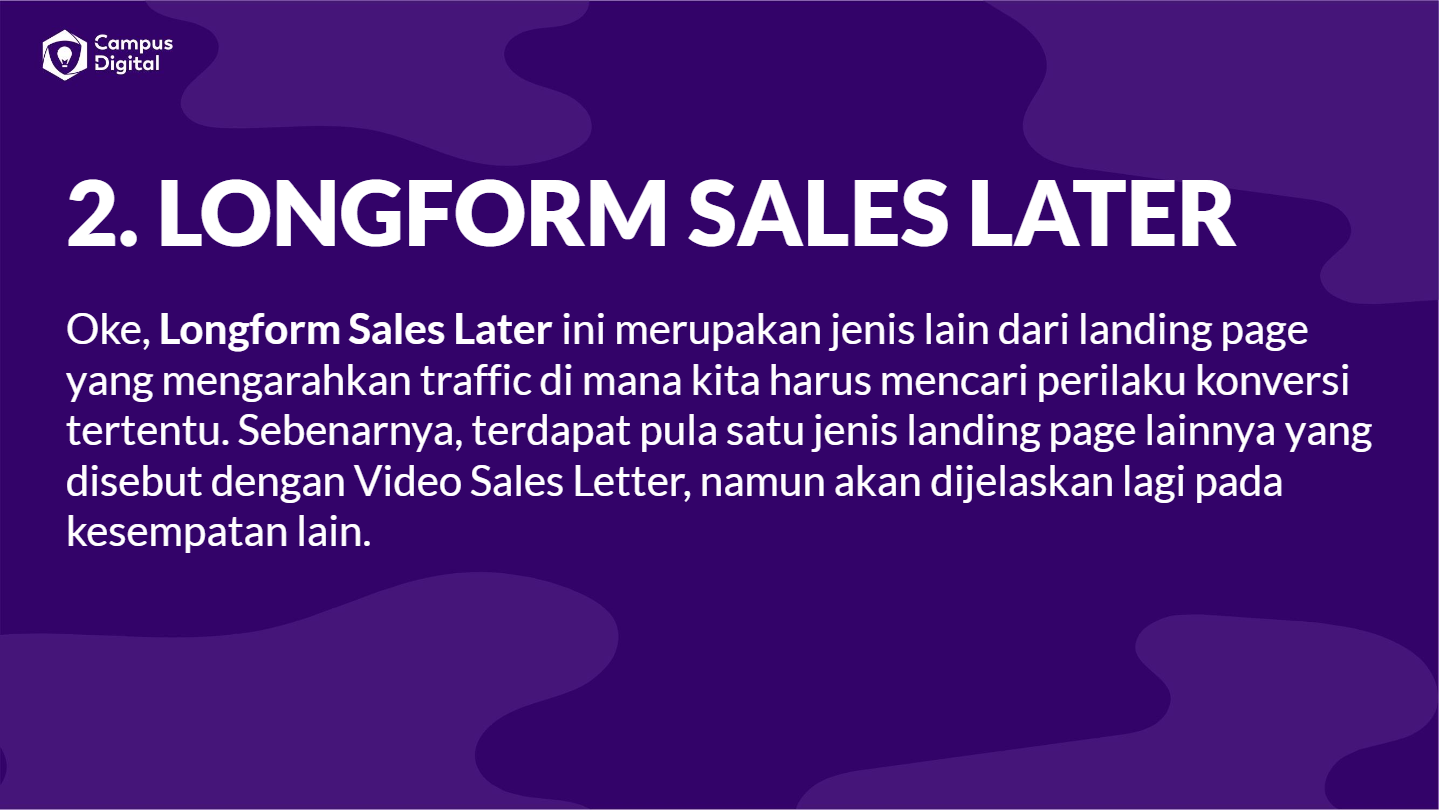 Campus
Digital
2. LONGFORM SALES LATER
Oke, Longform Sales Later ini merupakan jenis lain dari landing page
yang mengarahkan traffic di mana kita harus mencari perilaku konversi
tertentu. Sebenarnya, terdapat pula satu jenis landing page lainnya yang
disebut dengan Video Sales Letter, namun akan dijelaskan lagi pada
kesempatan lain.